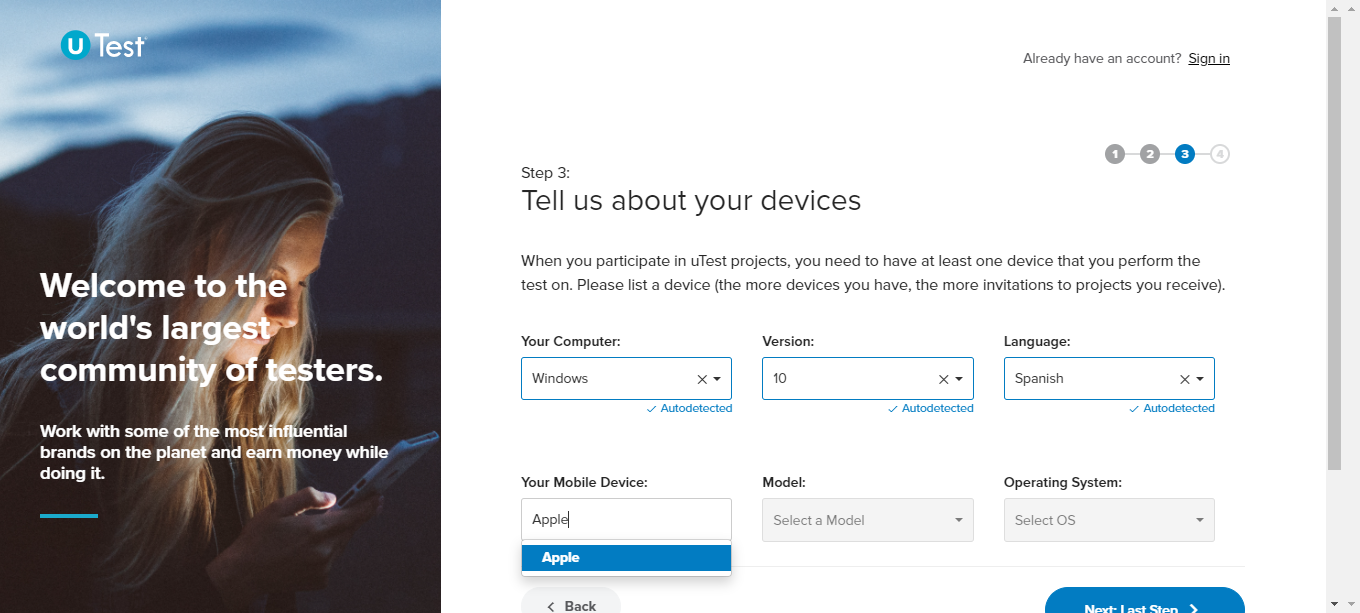 uTest
Already have an account? Sign in
1 2 3 4
Step 3:
Tell us about your devices
Welcome to the
world's largest
community of testers.
Work with some of the most influential
brands on the planet and earn money while
doing it.
When you participate in uTest projects, you need to have at least one device that you perform the
test on. Please list a device (the more devices you have, the more invitations to projects you receive).
Your Computer: Version: Language:
Windows 10 Spanish
Autodetected Autodetected Autodetected
Your Mobile Device: Model: Operating System:
Apple Select a Model Select OS
Apple
Back Next: Last Step